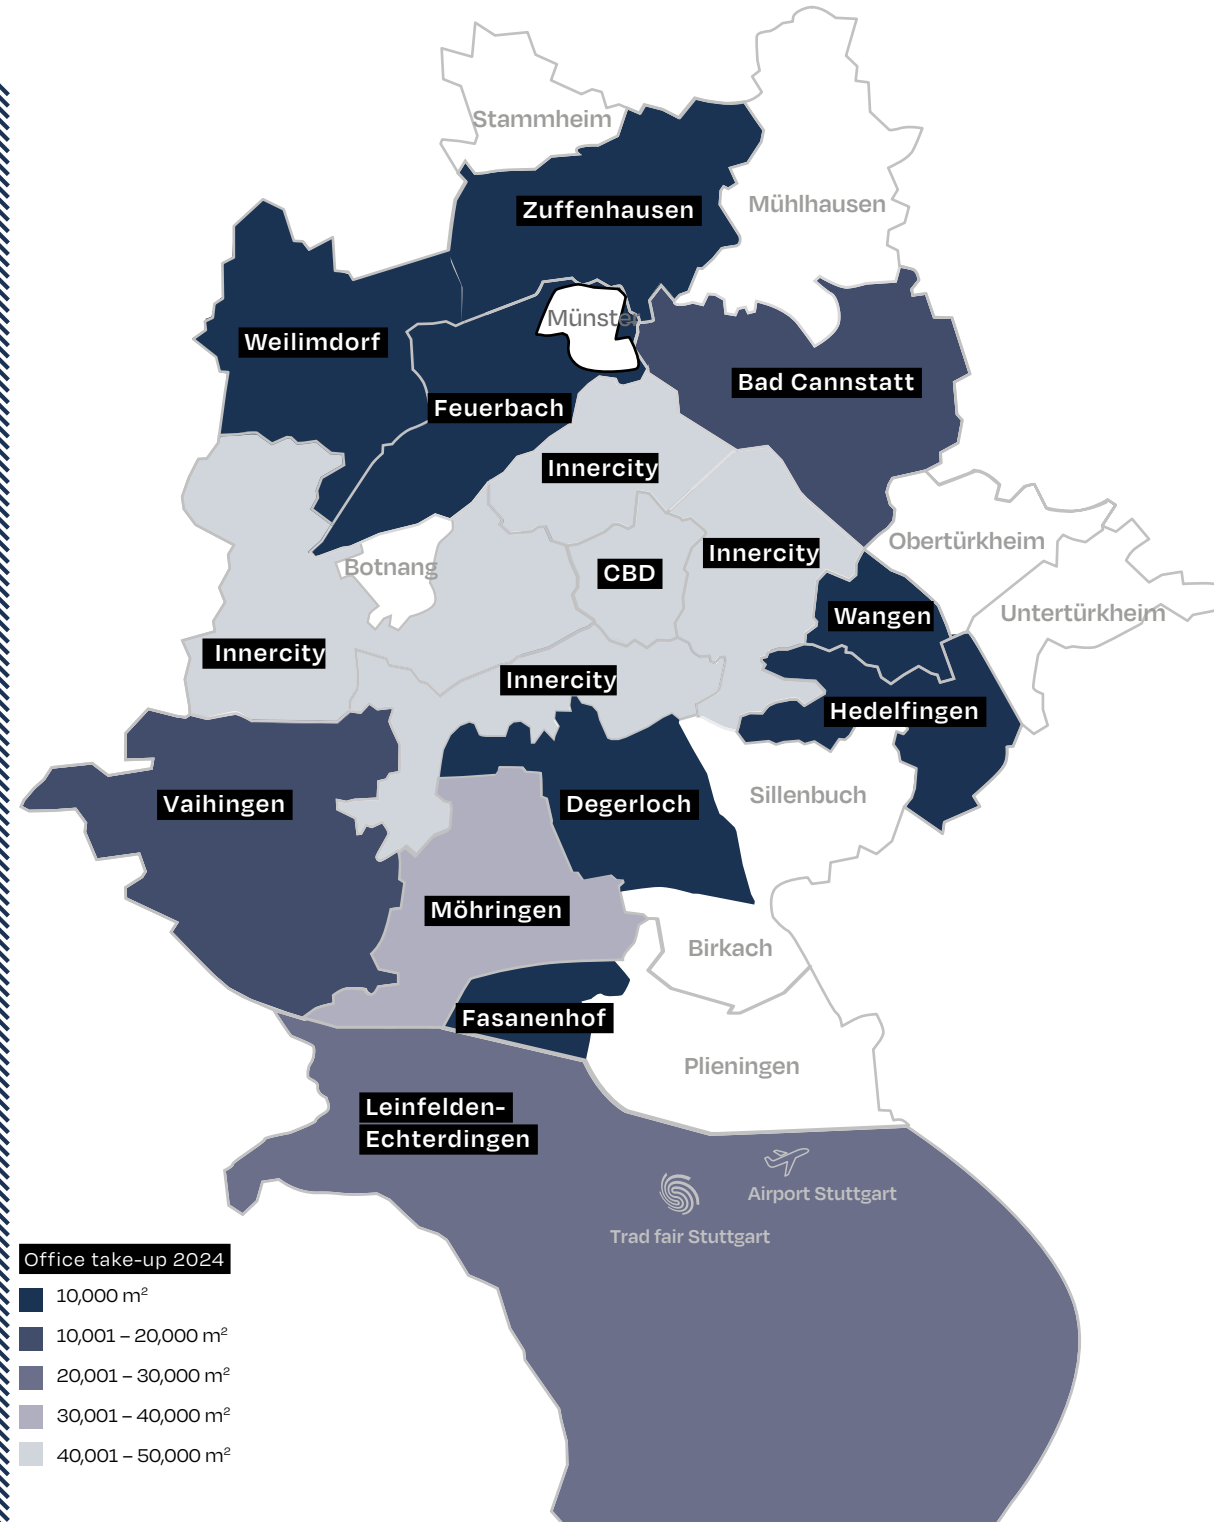 Stammheim
Zuffenhausen
Mühlhausen
Münster
Weilimdorf
Bad Cannstatt
Feuerbach
Innercity
Obertürkheim
Innercity
Botnang
CBD
Untertürkheim
Wangen
Innercity
Innercity
Hedelfingen
Vaihingen
Degerloch
Sillenbuch
Möhringen
Birkach
Fasanenhof
Plieningen
Leinfelden-
Echterdingen
Airport Stuttgart
Trad fair Stuttgart
Office take-up 2024
10,000 m²
10,001 – 20,000 m²
20,001 – 30,000 m²
30,001 – 40,000 m²
40,001 – 50,000 m²